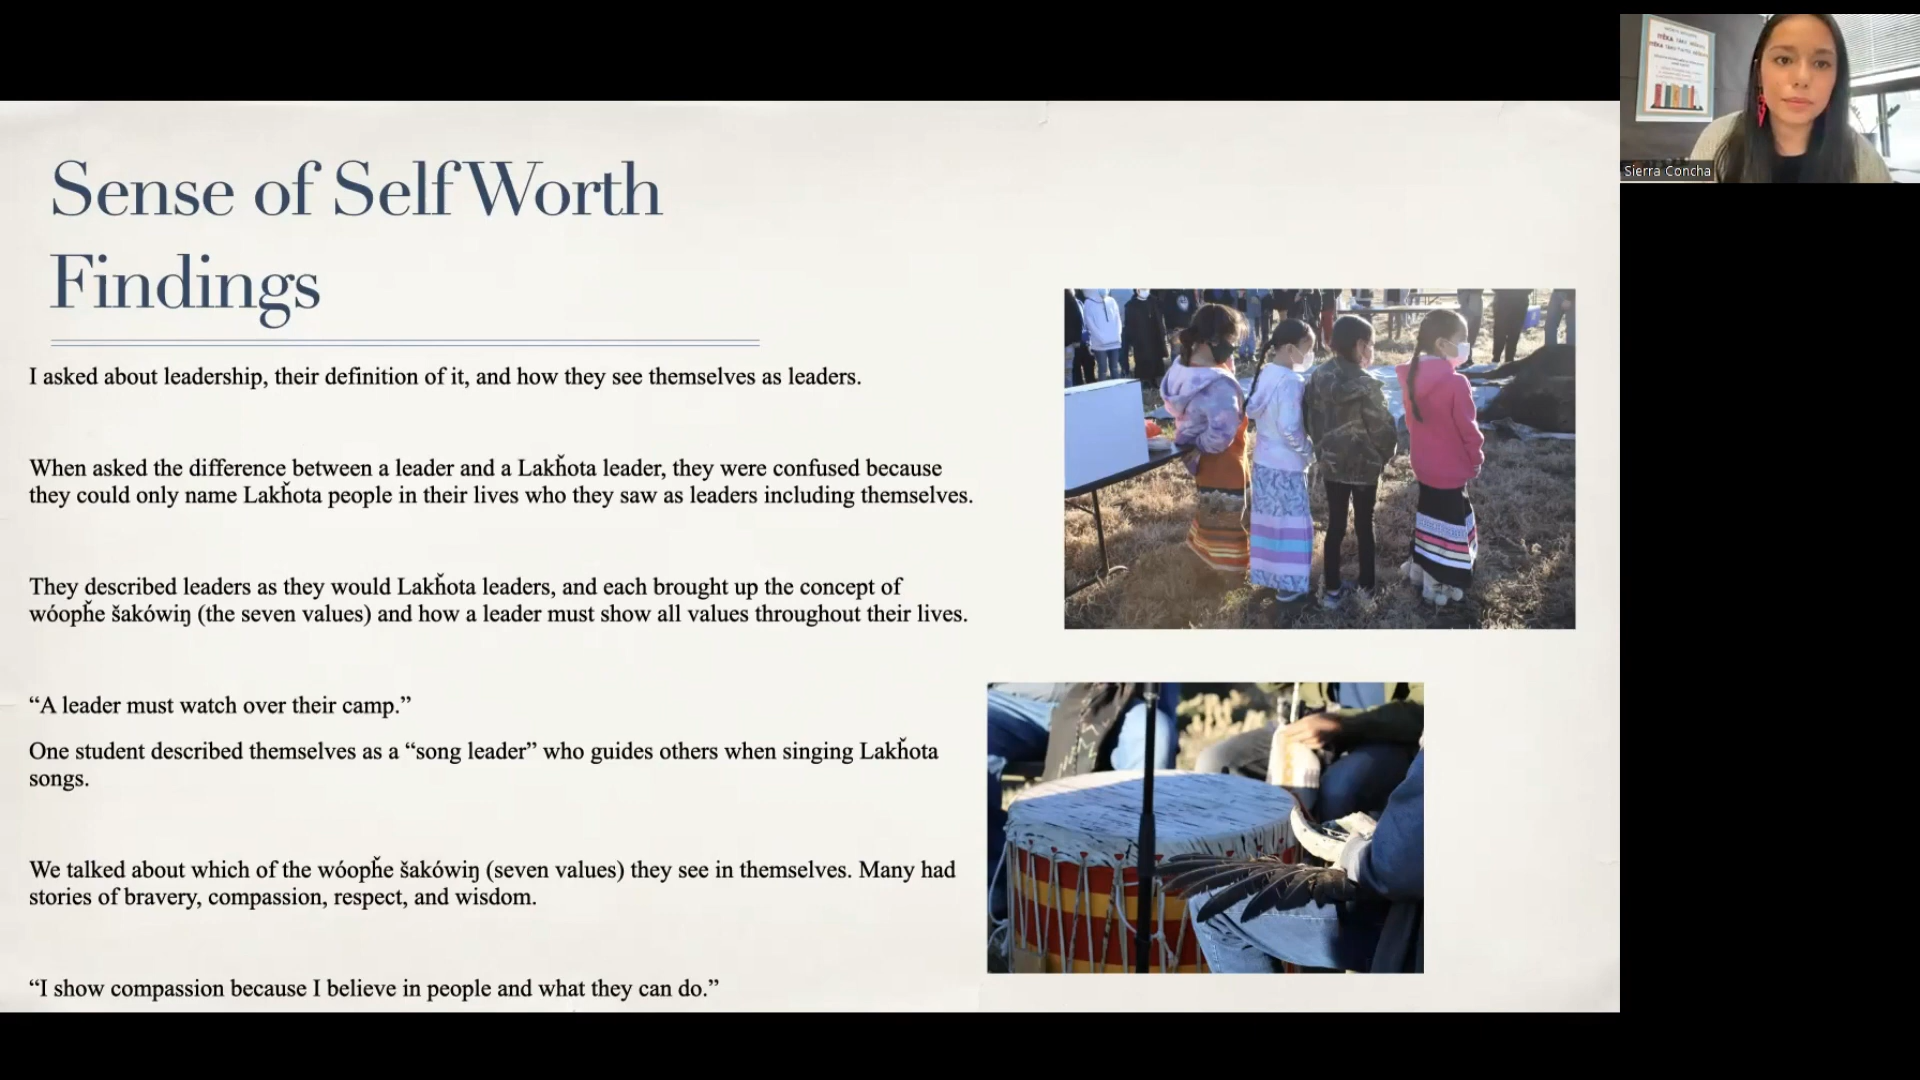 Sense of Self Worth
Findings
I asked about leadership, their definition of it, and how they see themselves as leaders.
When asked the difference between a leader and a Lakȟota leader, they were confused because
they could only name Lakȟota people in their lives who they saw as leaders including themselves.
They described leaders as they would Lakȟota leaders, and each brought up the concept of
wóopȟe šakówiŋ (the seven values) and how a leader must show all values throughout their lives.
“A leader must watch over their camp.”
One student described themselves as a “song leader” who guides others when singing Lakȟota
songs.
We talked about which of the wóopȟe šakówiŋ (seven values) they see in themselves. Many had
stories of bravery, compassion, respect, and wisdom.
“I show compassion because I believe in people and what they can do.”
Sierra Concha